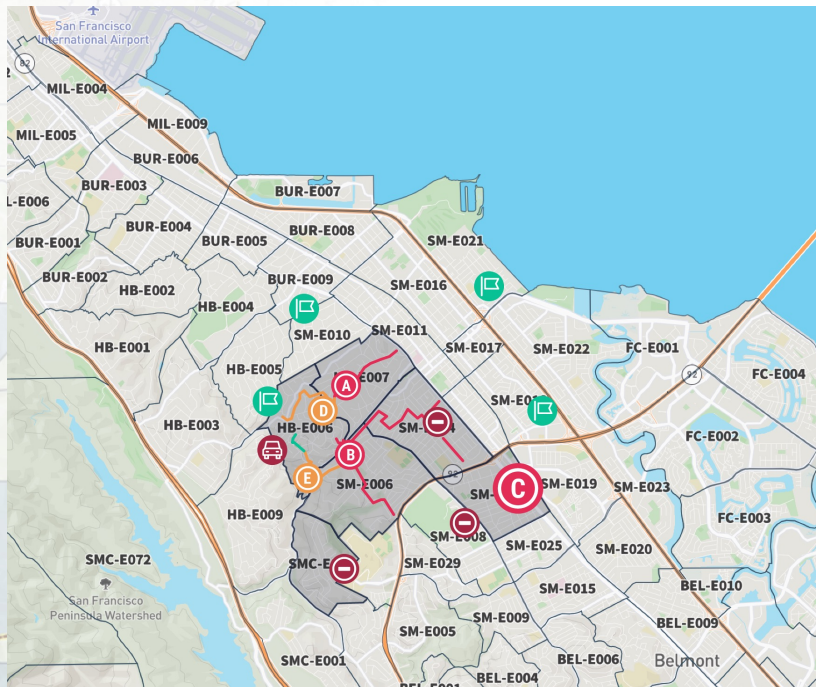 San Francisco
International Airport
82
MIL-E004
MIL-E009
MIL-E005
BUR-E006
BUR-E003
BUR-E007
L-E006
BUR-E004
BUR-E008
BUR-E001
BUR-E005
SM-E021
BUR-E002
BUR-E009
HB-E002
SM-E016
HB-E004
SM-E010
SM-E011
HB-E001
SM-E017
SM-E022
FC-E001
HB-E005
92
FC-E004
A
E007
D
HB-E003
HB-E006
SM-
FC-E002
B
92
E
SM-E006
SM-
C
SM-E019
SM-E023
HB-E009
FC-E003
SM-E008
SM-E025
SM-E020
SMC-E072
SMC-E
SM-E029
BEL-E010
San Francisco
Peninsula Watershed
SM-E015
SM-E009
BEL-E009
SM-E005
SMC-E001
BEL-E006
Belmont
BEL-E004